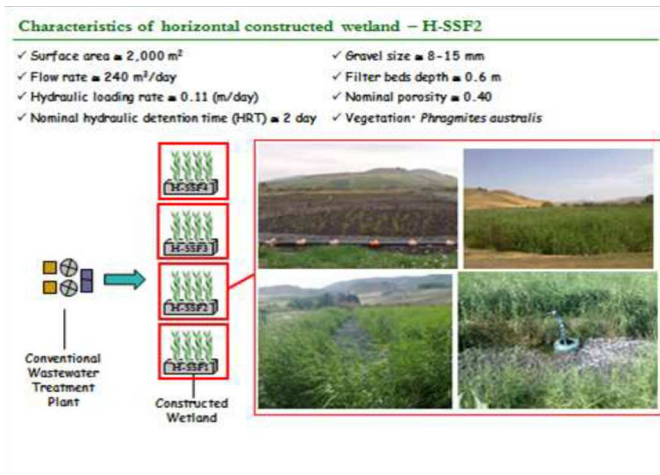 Characteristics of horizontal constructed wetland – H-SSF2
✓ Surface area ≅ 2,000 m²
✓ Flow rate ≅ 240 m³/day
✓ Hydraulic loading rate ≅ 0.11 (m/day)
✓ Nominal hydraulic detention time (HRT) ≅ 2 day
✓ Gravel size ≅ 8-15 mm
✓ Filter beds depth ≅ 0.6 m
✓ Nominal porosity ≅ 0.40
✓ Vegetation: Phragmites australis
H-SSF4
H-SSF3
H-SSF2
H-SSF1
Conventional
Wastewater
Treatment
Plant
Constructed
Wetland